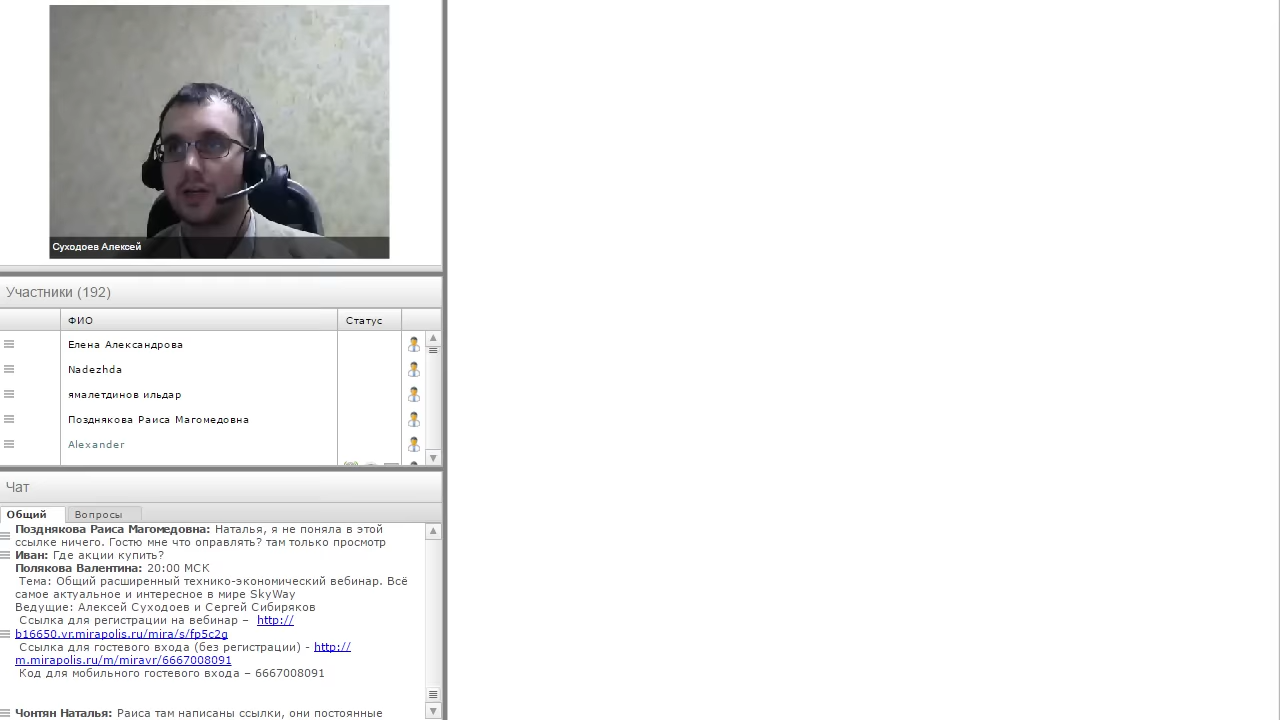 Суходоев Алексей
Участники (192)
ФИО Статус
Елена Александрова
Nadezhda
ямалетдинов ильдар
Позднякова Раиса Магомедовна
Alexander
Чат
Общий Вопросы
Позднякова Раиса Магомедовна: Наталья, я не поняла в этой
ссылке ничего. Гостю мне что оправлять? там только просмотр
Иван: Где акции купить?
Полякова Валентина: 20:00 МСК
Тема: Общий расширенный технико-экономический вебинар. Всё
самое актуальное и интересное в мире SkyWay
Ведущие: Алексей Суходоев и Сергей Сибиряков
Ссылка для регистрации на вебинар – http://
b16650.vr.mirapolis.ru/mira/s/fp5c2g
Ссылка для гостевого входа (без регистрации) - http://
m.mirapolis.ru/m/miravr/6667008091
Код для мобильного гостевого входа – 6667008091
Чонтян Наталья: Раиса там написаны ссылки, они постоянные